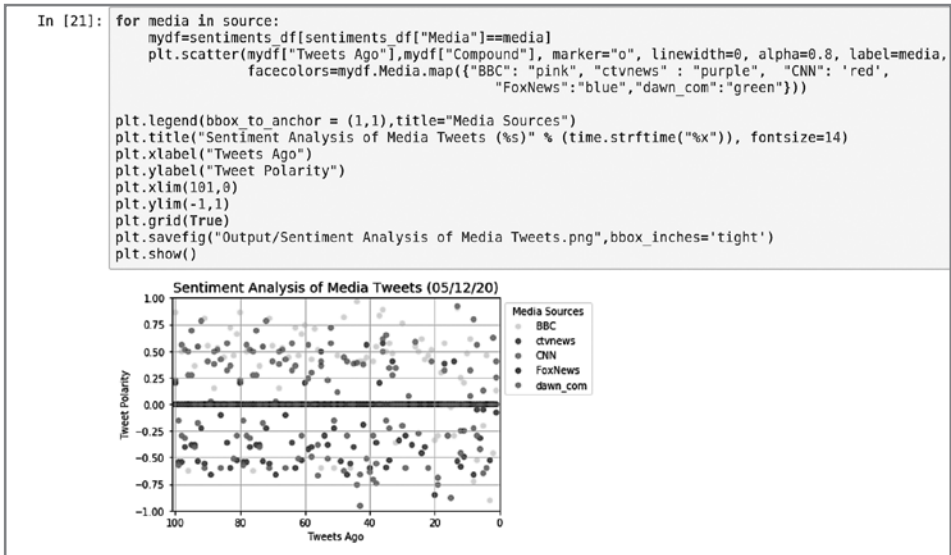 In [21]: for media in source:
mydf=sentiments_df[sentiments_df["Media"]==media]
plt.scatter(mydf["Tweets Ago"],mydf["Compound"], marker="o", linewidth=0, alpha=0.8, label=media,
facecolors=mydf.Media.map({"BBC": "pink", "ctvnews" : "purple", "CNN": 'red',
"FoxNews":"blue","dawn_com":"green"}))
plt.legend(bbox_to_anchor = (1,1),title="Media Sources")
plt.title("Sentiment Analysis of Media Tweets (%s)" % (time.strftime("%x")), fontsize=14)
plt.xlabel("Tweets Ago")
plt.ylabel("Tweet Polarity")
plt.xlim(101,0)
plt.ylim(-1,1)
plt.grid(True)
plt.savefig("Output/Sentiment Analysis of Media Tweets.png",bbox_inches='tight')
plt.show()
Sentiment Analysis of Media Tweets (05/12/20)
1.00
0.75
0.50
0.25
0.00
−0.25
−0.50
−0.75
−1.00
Tweet Polarity
100 80 60 40 20 0
Tweets Ago
Media Sources
BBC
ctvnews
CNN
FoxNews
dawn_com